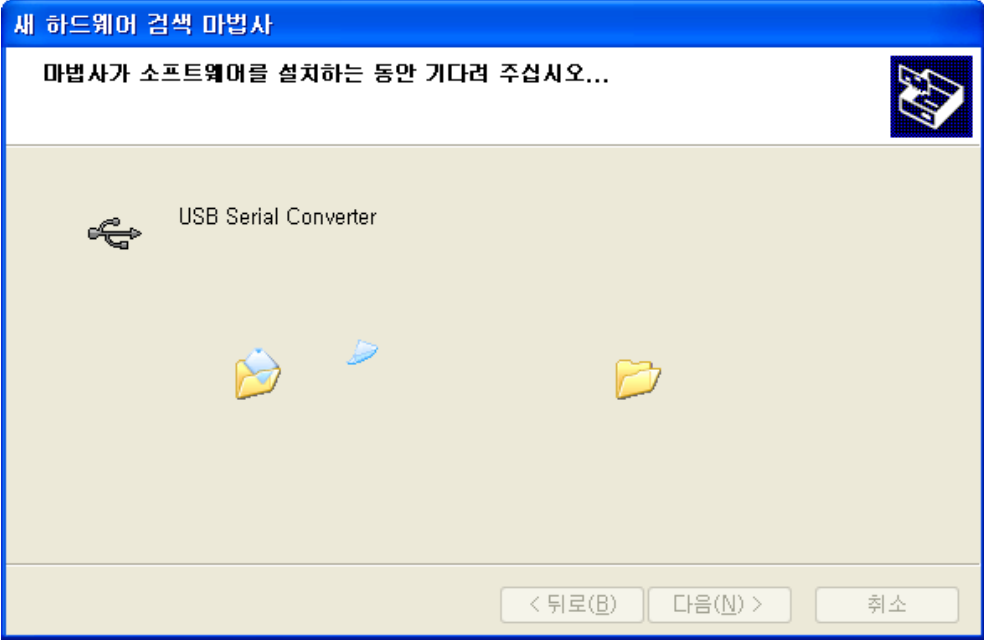 새 하드웨어 검색 마법사
마법사가 소프트웨어를 설치하는 동안 기다려 주십시오...
USB Serial Converter
< 뒤로(B)
다음(N) >
취소